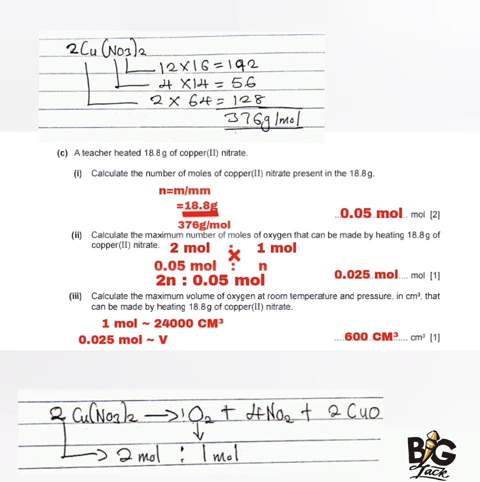 2Cu(NO3)2
12×16=192
4×14=56
2×64=128
376g/mol
(c) A teacher heated 18.8 g of copper(II) nitrate.
(i) Calculate the number of moles of copper(II) nitrate present in the 18.8 g.
n=m/mm
=18.8g
376g/mol
..0.05 mol.. mol [2]
(ii) Calculate the maximum number of moles of oxygen that can be made by heating 18.8 g of
copper(II) nitrate. 2 mol : 1 mol
×
0.05 mol : n
2n : 0.05 mol
0.025 mol.... mol [1]
(iii) Calculate the maximum volume of oxygen at room temperature and pressure, in cm³, that
can be made by heating 18.8 g of copper(II) nitrate.
1 mol ~ 24000 CM³
0.025 mol ~ V
....600 CM³..... cm³ [1]
2Cu(NO3)2 → 1O2 + 4NO2 + 2CuO
2 mol : 1 mol
BIG
Jack